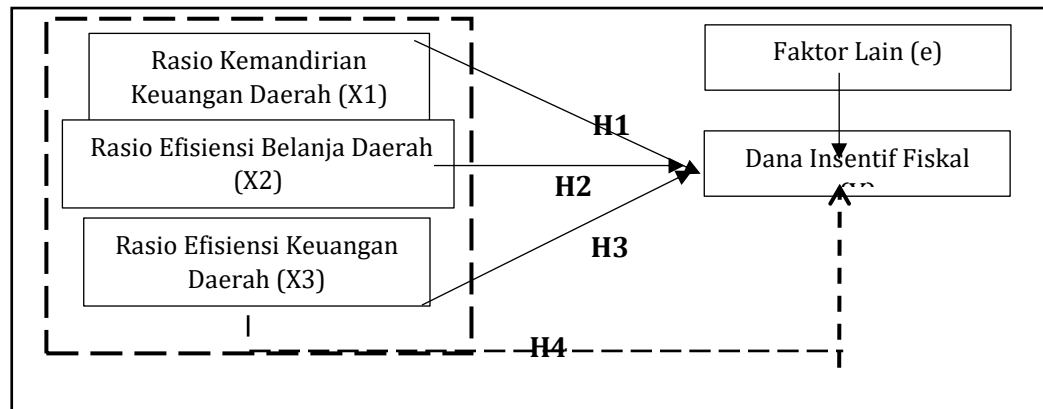 Rasio Kemandirian
Keuangan Daerah (X1)
Rasio Efisiensi Belanja Daerah
(X2)
Rasio Efisiensi Keuangan
Daerah (X3)
H1
H2
H3
H4
Faktor Lain (e)
Dana Insentif Fiskal